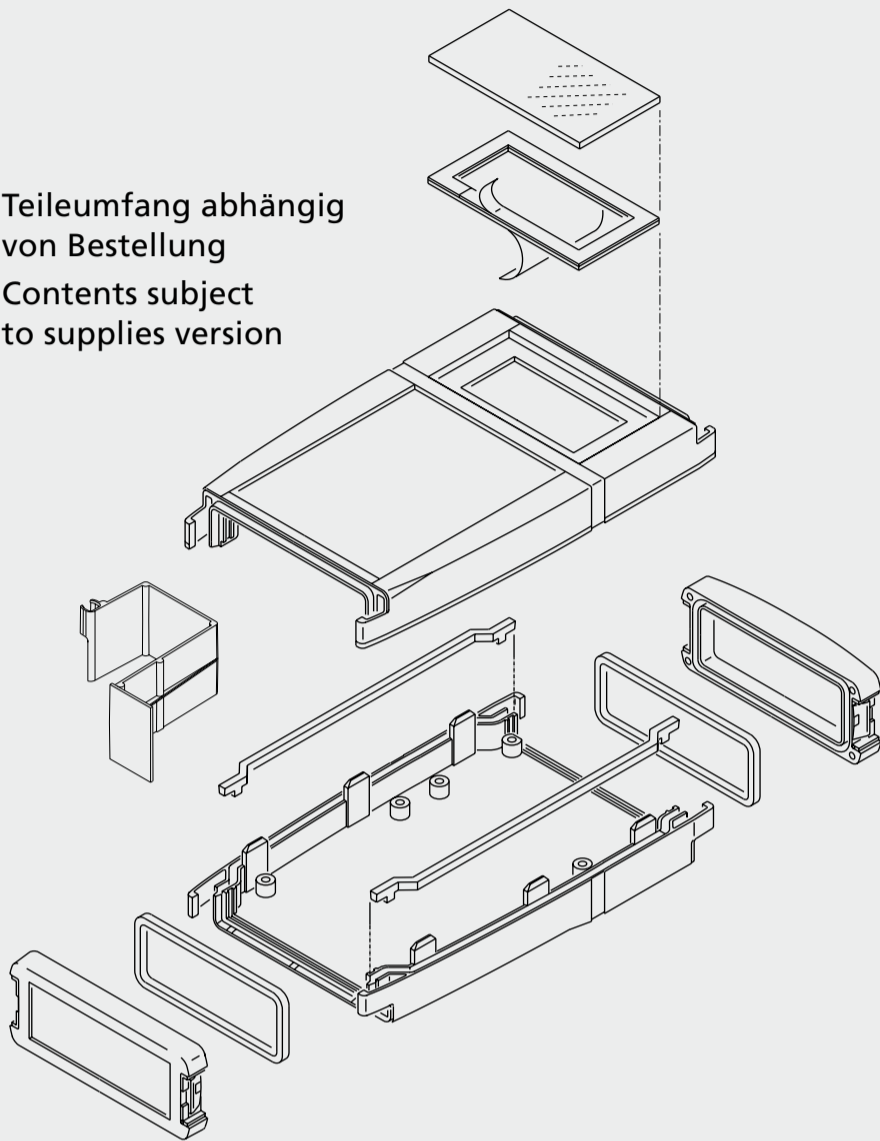 Teileumfang abhängig
von Bestellung
Contents subject
to supplies version